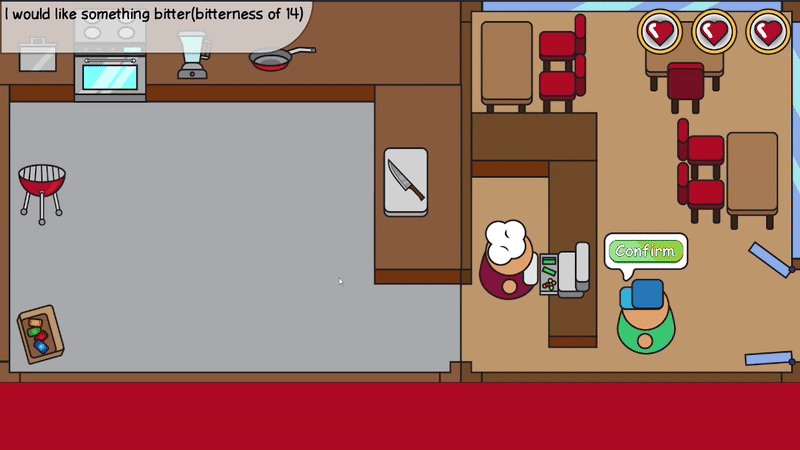 I would like something bitter(bitterness of 14)
Confirm